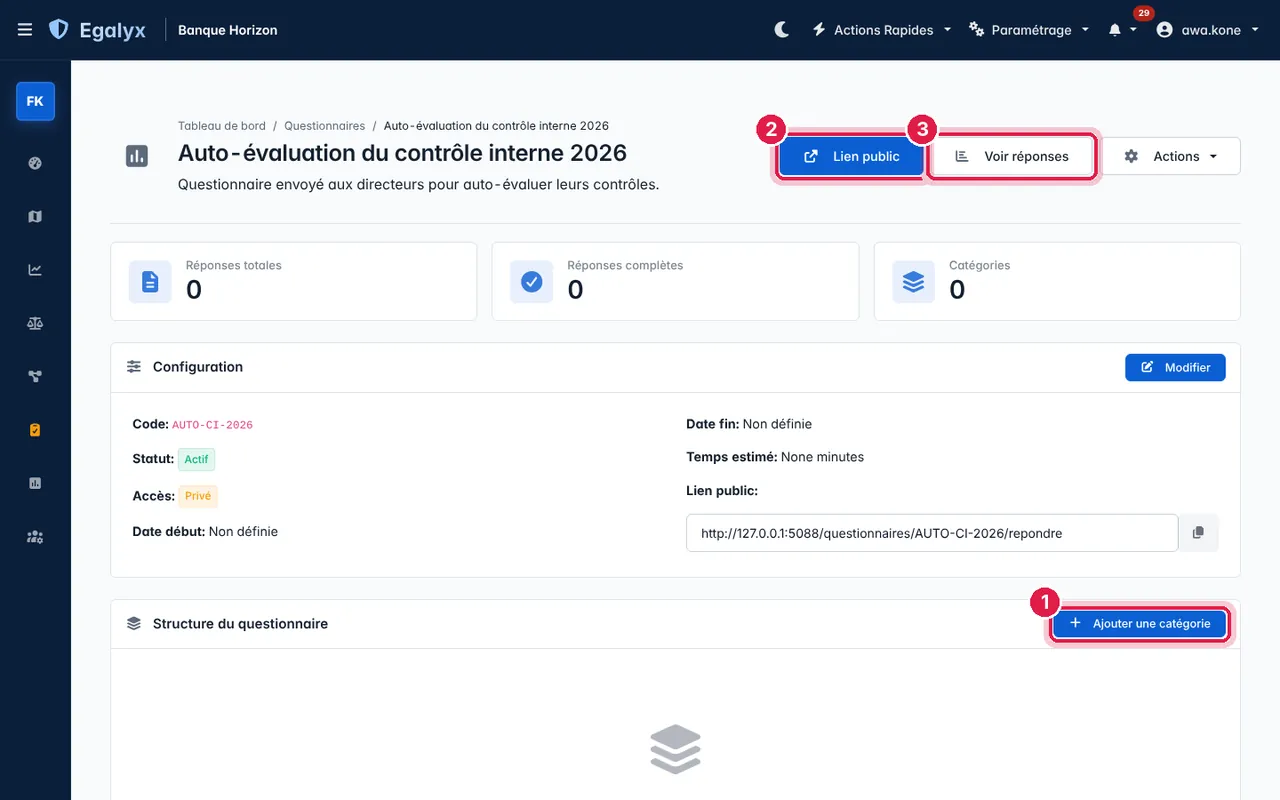 Egalyx
Banque Horizon
Actions Rapides
Paramétrage
29
awa.kone
FK
Tableau de bord / Questionnaires / Auto-évaluation du contrôle interne 2026
Auto-évaluation du contrôle interne 2026
Questionnaire envoyé aux directeurs pour auto-évaluer leurs contrôles.
2
Lien public
3
Voir réponses
Actions
Réponses totales
0
Réponses complètes
0
Catégories
0
Configuration
Modifier
Code: AUTO-CI-2026
Statut: Actif
Accès: Privé
Date début: Non définie
Date fin: Non définie
Temps estimé: None minutes
Lien public:
http://127.0.0.1:5088/questionnaires/AUTO-CI-2026/repondre
Structure du questionnaire
1
Ajouter une catégorie